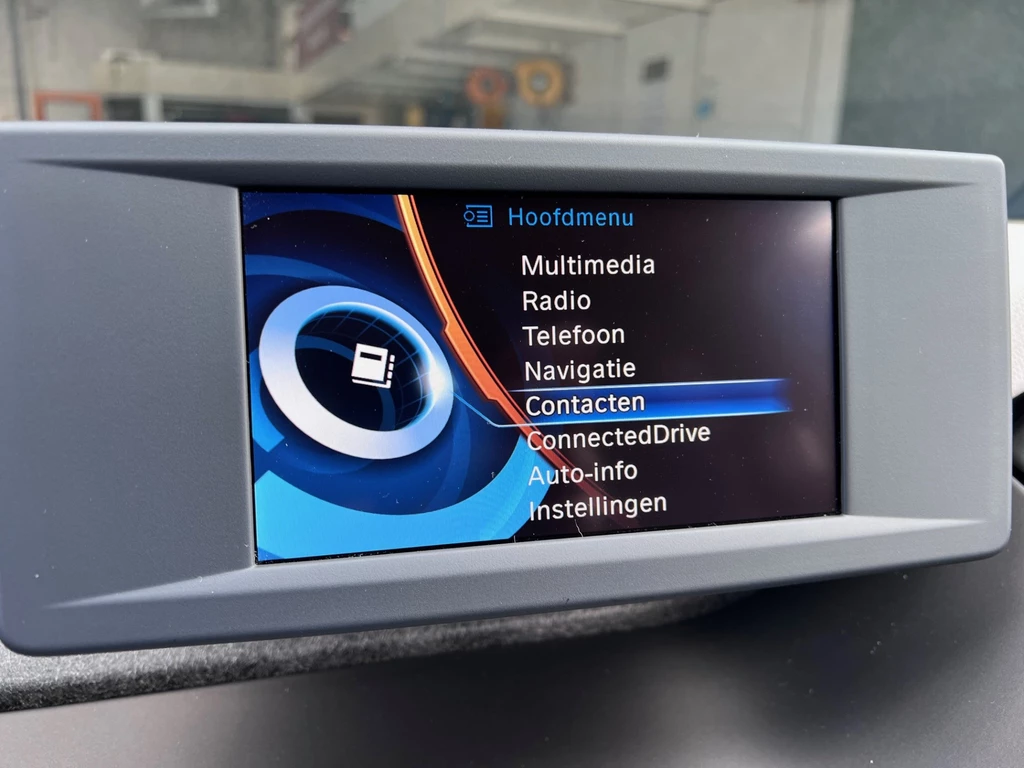 Hoofdmenu
Multimedia
Radio
Telefoon
Navigatie
Contacten
ConnectedDrive
Auto-info
Instellingen